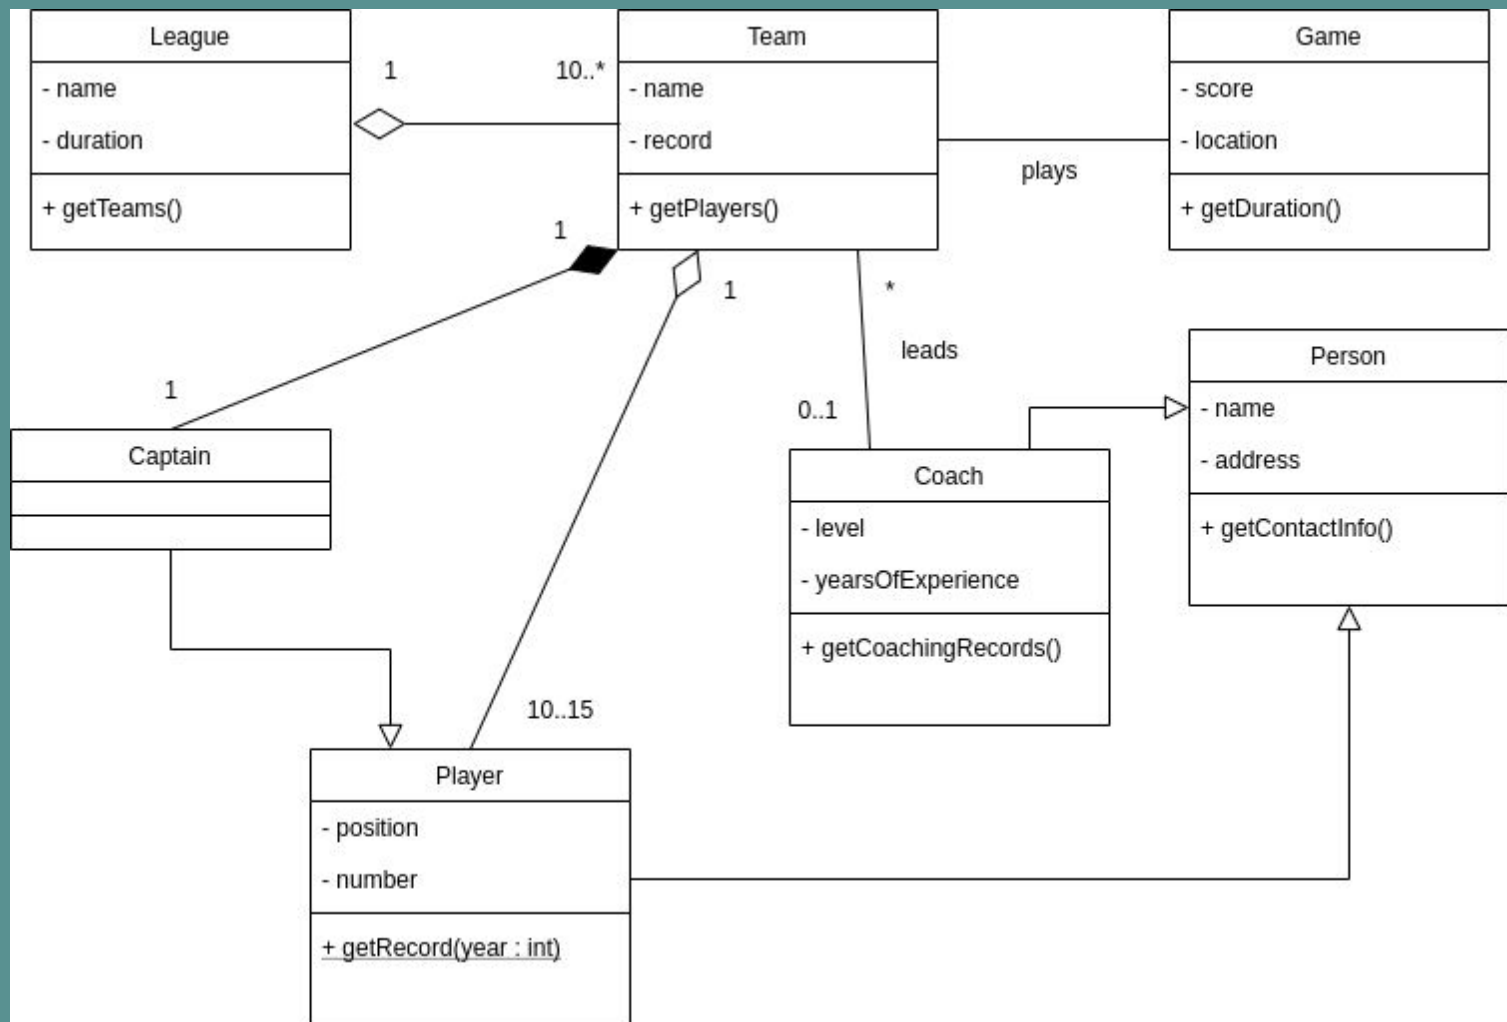 League
- name
- duration
+ getTeams()
1
10..*
Team
- name
- record
+ getPlayers()
plays
Game
- score
- location
+ getDuration()
1
1
1
10..15
*
leads
0..1
Captain
Coach
- level
- yearsOfExperience
+ getCoachingRecords()
Person
- name
- address
+ getContactInfo()
Player
- position
- number
+ getRecord(year : int)